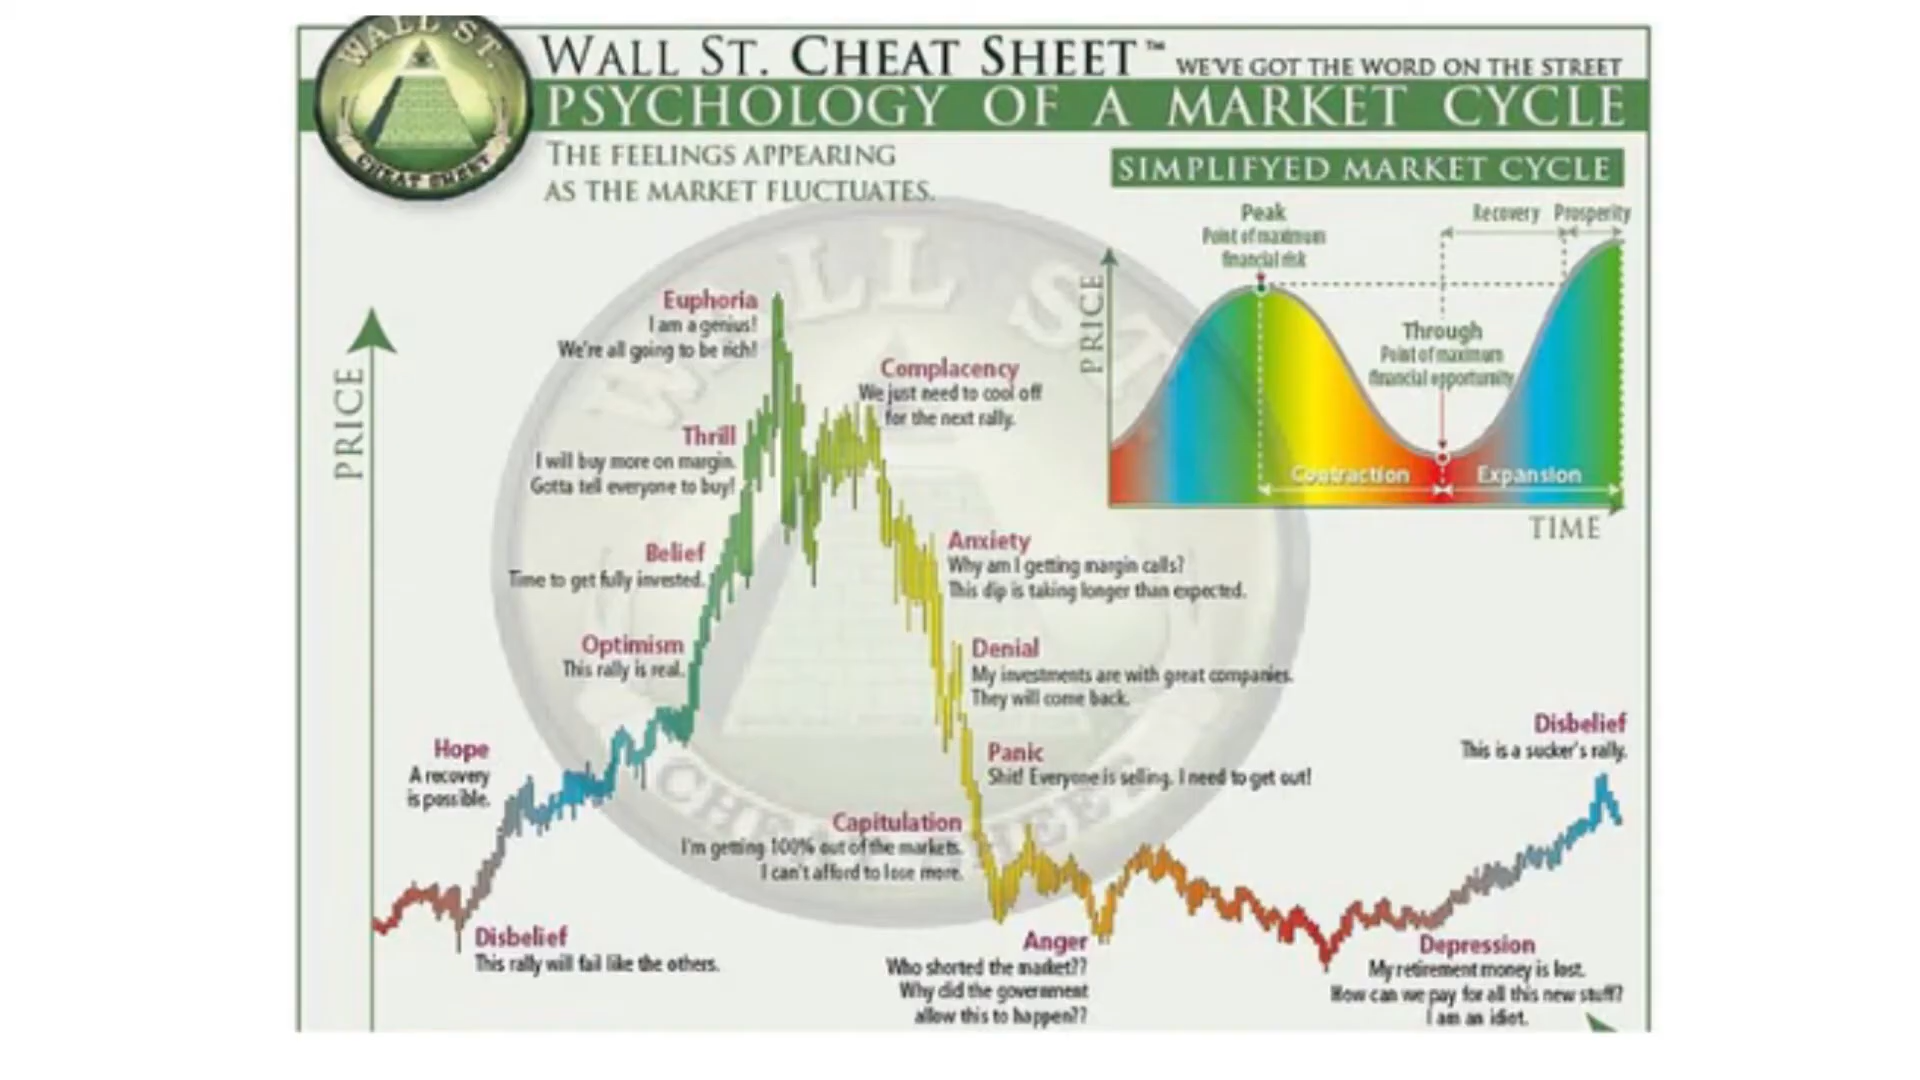 WALL ST.
CHEAT SHEET
WALL ST. CHEAT SHEET™ WE'VE GOT THE WORD ON THE STREET
PSYCHOLOGY OF A MARKET CYCLE
THE FEELINGS APPEARING
AS THE MARKET FLUCTUATES.
SIMPLIFYED MARKET CYCLE
Peak
Point of maximum
financial risk
Recovery Prosperity
Through
Point of maximum
financial opportunity
Contraction Expansion
PRICE
TIME
PRICE
Euphoria
I am a genius!
We're all going to be rich!
Complacency
We just need to cool off
for the next rally.
Thrill
I will buy more on margin.
Gotta tell everyone to buy!
Belief
Time to get fully invested.
Anxiety
Why am I getting margin calls?
This dip is taking longer than expected.
Optimism
This rally is real.
Denial
My investments are with great companies.
They will come back.
Hope
A recovery
is possible.
Panic
Shit! Everyone is selling. I need to get out!
Disbelief
This is a sucker's rally.
Capitulation
I'm getting 100% out of the markets.
I can't afford to lose more.
Disbelief
This rally will fail like the others.
Anger
Who shorted the market??
Why did the government
allow this to happen??
Depression
My retirement money is lost.
How can we pay for all this new stuff?
I am an idiot.
WALL ST.
CHEAT SHEET